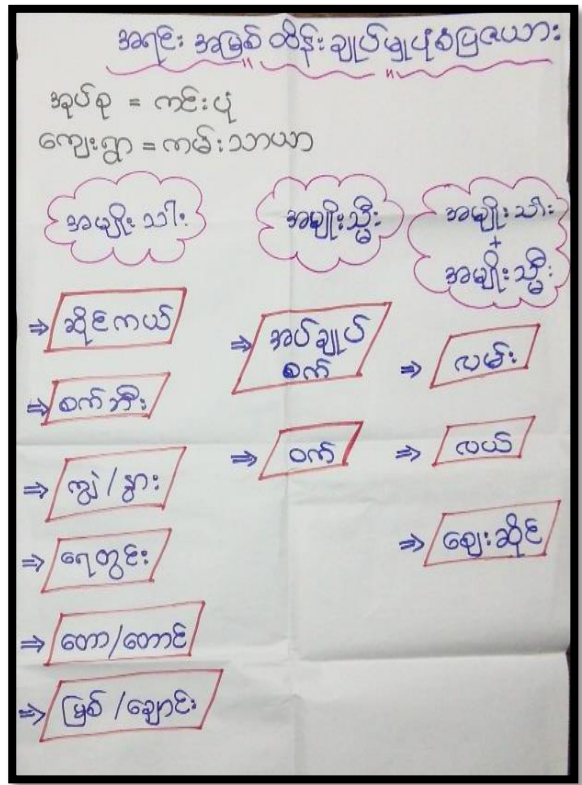 အရင်း အမြစ် ထိန်းချုပ်မှုပုံစံပြဇယား
အုပ်စု = ကင်းပုံ
ကျေးရွာ = ကမ်းသာယာ
အမျိုးသား
ဆိုင်ကယ်
စက်ဘီး
ကျွဲ/နွား
ရေတွင်း
တော/တောင်
မြစ်/ချောင်း
အမျိုးသ္မီး
အပ်ချုပ်
စက်
ဝက်
အမျိုးသား
+
အမျိုးသ္မီး
လမ်း
လယ်
ဈေးဆိုင်